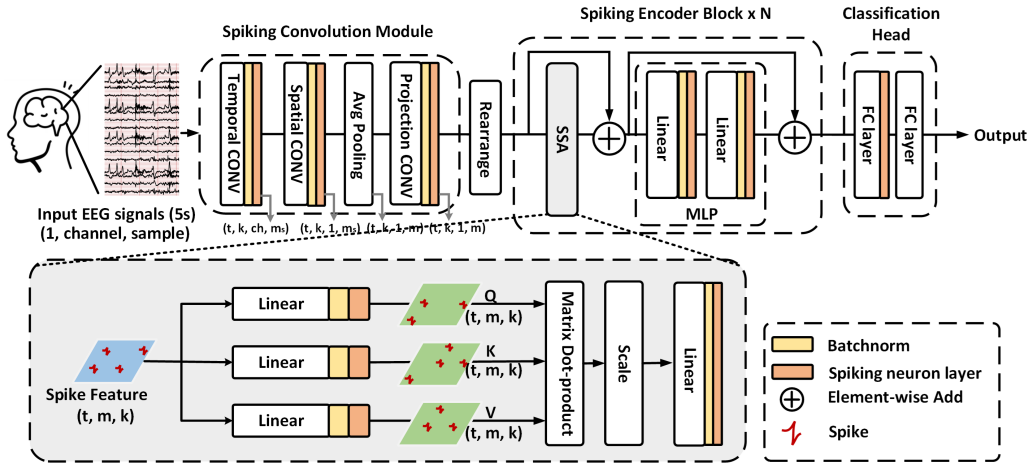 Spiking Convolution Module
Spiking Encoder Block x N
Classification
Head
Temporal CONV
Spatial CONV
Avg Pooling
Projection CONV
Rearrange
SSA
Linear
Linear
MLP
FC layer
FC layer
Output
Input EEG signals (5s)
(1, channel, sample)
(t, k, ch, mₛ)
(t, k, 1, mₛ)
(t, k, 1, m)
(t, k, 1, m)
Spike Feature
(t, m, k)
Linear
Q
(t, m, k)
Linear
K
(t, m, k)
Linear
V
(t, m, k)
Matrix Dot-product
Scale
Linear
Batchnorm
Spiking neuron layer
Element-wise Add
Spike